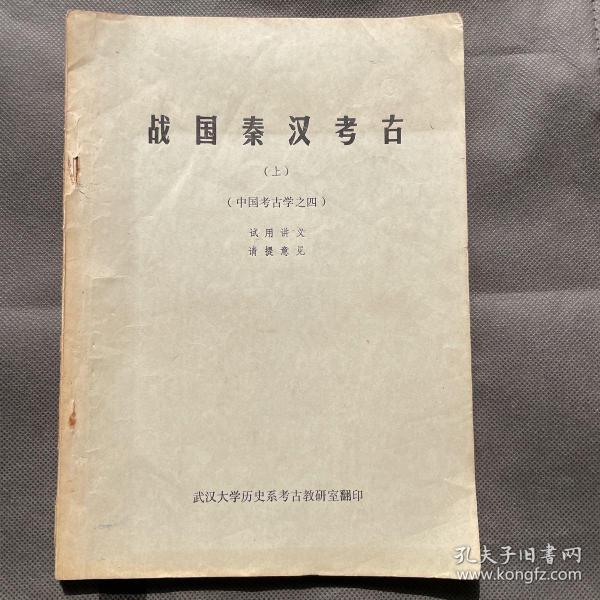 战国秦汉考古
（上）
（中国考古学之四）
试用讲义
请提意见
武汉大学历史系考古教研室翻印
孔夫子旧书网
www.kongfz.com